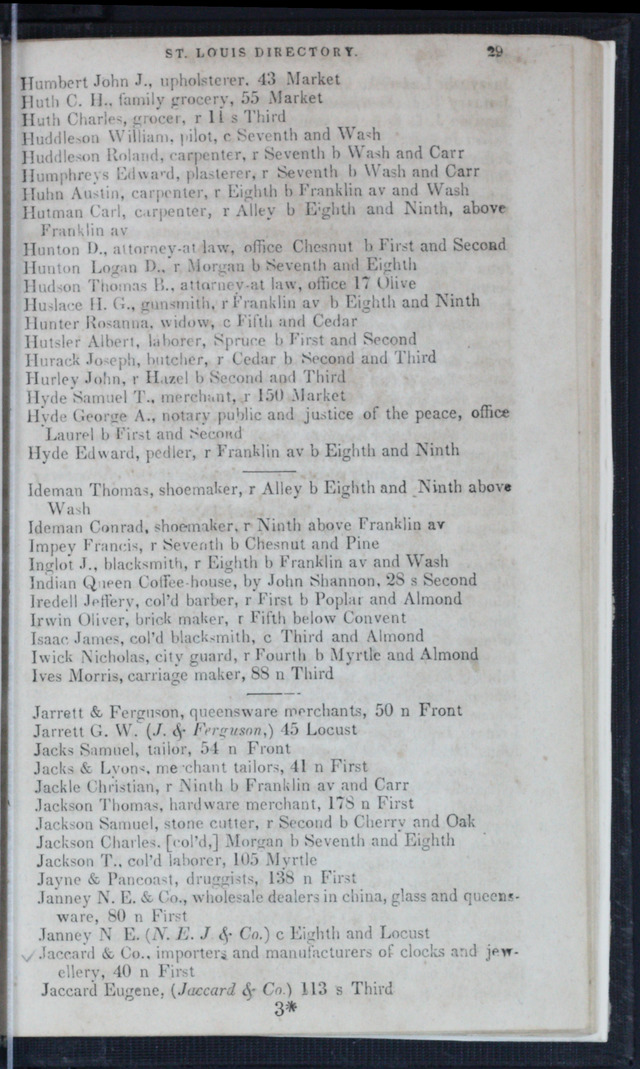 ST. LOUIS DIRECTORY. 29
Humbert John J., upholsterer. 43 Market
Huth C. H., family grocery, 55 Market
Huth Charles, grocer, r 11 s Third
Huddleson William, pilot, c Seventh and Wash
Huddleson Roland, carpenter, r Seventh b Wash and Carr
Humphreys Edward, plasterer, r Seventh b Wash and Carr
Huhn Austin, carpenter, r Eighth b Franklin av and Wash
Hutman Carl, carpenter, r Alley b Eighth and Ninth, above
Franklin av
Hunton D., attorney-at law, office Chesnut b First and Second
Hunton Logan D., r Morgan b Seventh and Eighth
Hudson Thomas B., attorney-at law, office 17 Olive
Huslace H. G., gunsmith, r Franklin av b Eighth and Ninth
Hunter Rosanna, widow, c Fifth and Cedar
Hutsler Albert, laborer, Spruce b First and Second
Hurack Joseph, butcher, r Cedar b Second and Third
Hurley John, r Hazel b Second and Third
Hyde Samuel T., merchant, r 150 Market
Hyde George A., notary public and justice of the peace, office
Laurel b First and Second
Hyde Edward, pedler, r Franklin av b Eighth and Ninth
Ideman Thomas, shoemaker, r Alley b Eighth and Ninth above
Wash
Ideman Conrad, shoemaker, r Ninth above Franklin av
Impey Francis, r Seventh b Chesnut and Pine
Inglot J., blacksmith, r Eighth b Franklin av and Wash
Indian Queen Coffee-house, by John Shannon, 28 s Second
Iredell Jeffery, col'd barber, r First b Poplar and Almond
Irwin Oliver, brick maker, r Fifth below Convent
Isaac James, col'd blacksmith, c Third and Almond
Iwick Nicholas, city guard, r Fourth b Myrtle and Almond
Ives Morris, carriage maker, 88 n Third
Jarrett & Ferguson, queensware merchants, 50 n Front
Jarrett G. W. (J. & Ferguson,) 45 Locust
Jacks Samuel, tailor, 54 n Front
Jacks & Lyons, merchant tailors, 41 n First
Jackle Christian, r Ninth b Franklin av and Carr
Jackson Thomas, hardware merchant, 178 n First
Jackson Samuel, stone cutter, r Second b Cherry and Oak
Jackson Charles. [col'd,] Morgan b Seventh and Eighth
Jackson T., col'd laborer, 105 Myrtle
Jayne & Pancoast, druggists, 138 n First
Janney N. E. & Co., wholesale dealers in china, glass and queens-
ware, 80 n First
Janney N E. (N. E. J & Co.) c Eighth and Locust
Jaccard & Co., importers and manufacturers of clocks and jew-
ellery, 40 n First
Jaccard Eugene, (Jaccard & Co.) 113 s Third
3*